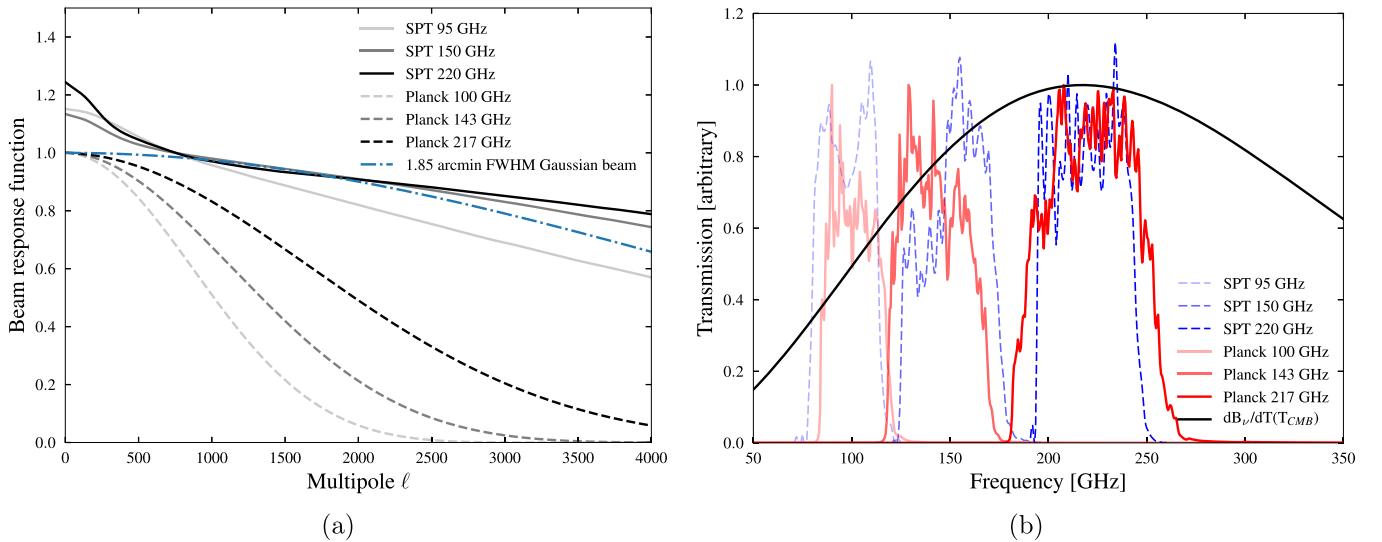 1.4
1.2
1.0
0.8
0.6
0.4
0.2
0.0
Beam response function
SPT 95 GHz
SPT 150 GHz
SPT 220 GHz
Planck 100 GHz
Planck 143 GHz
Planck 217 GHz
1.85 arcmin FWHM Gaussian beam
0 500 1000 1500 2000 2500 3000 3500 4000
Multipole ℓ
(a)
1.2
1.0
0.8
0.6
0.4
0.2
0.0
Transmission [arbitrary]
SPT 95 GHz
SPT 150 GHz
SPT 220 GHz
Planck 100 GHz
Planck 143 GHz
Planck 217 GHz
dB_ν/dT(T_CMB)
50 100 150 200 250 300 350
Frequency [GHz]
(b)